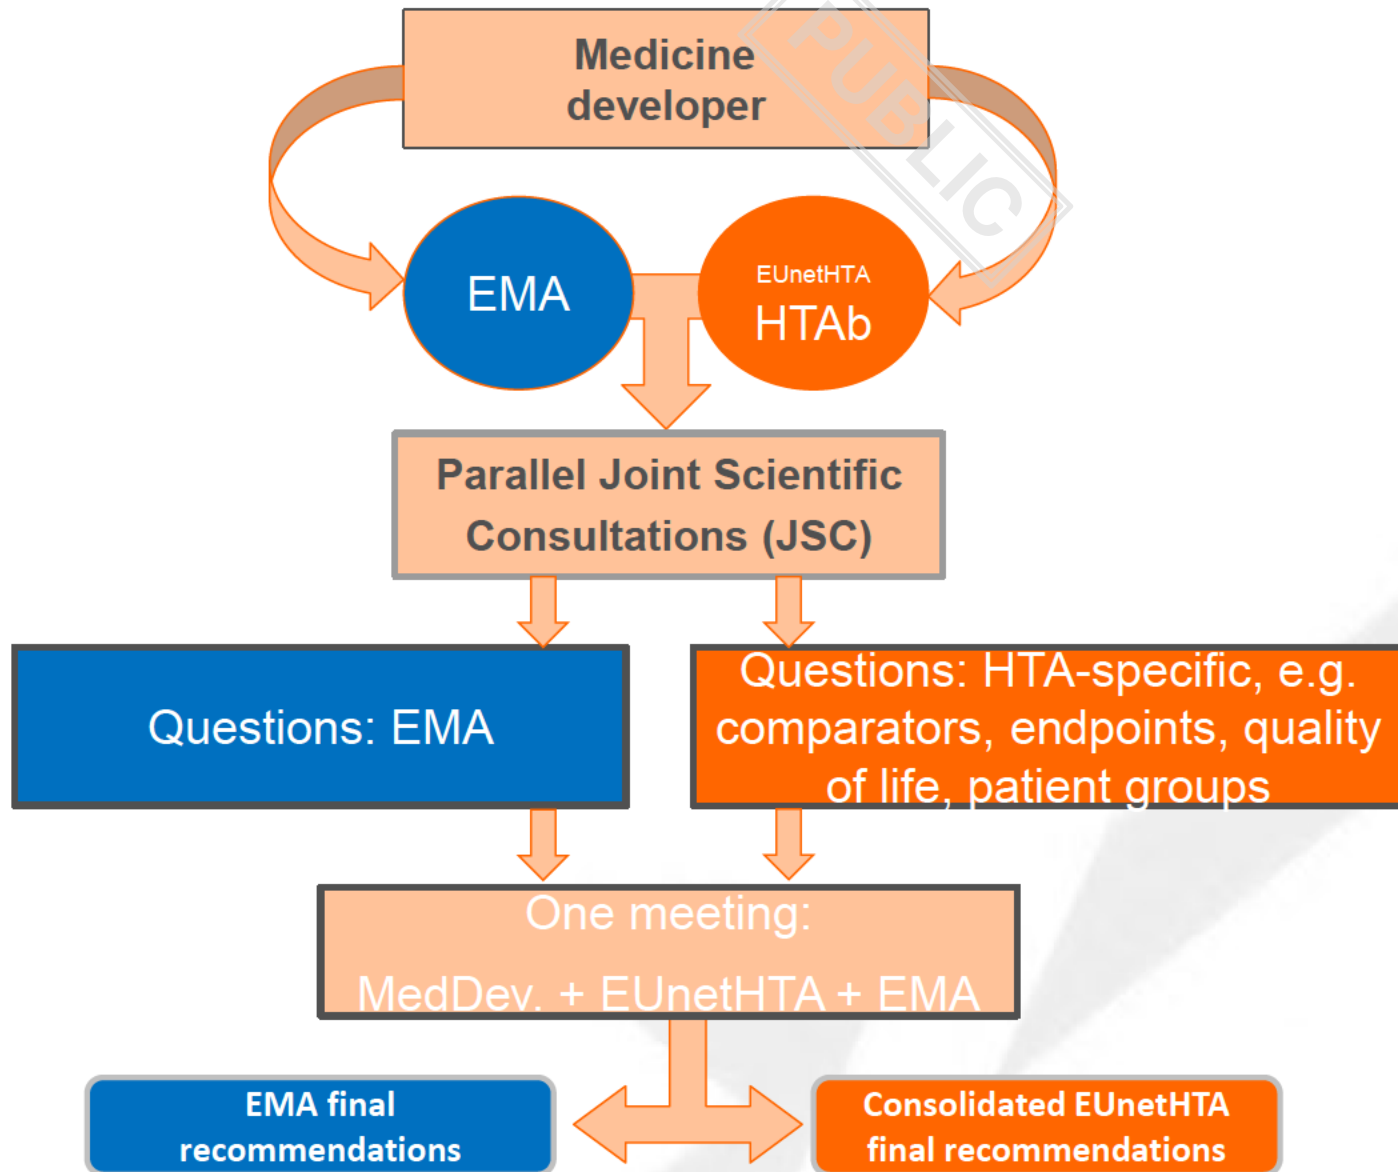 Medicine
developer
PUBLIC
EMA
EUnetHTA
HTAb
Parallel Joint Scientific
Consultations (JSC)
Questions: EMA
Questions: HTA-specific, e.g.
comparators, endpoints, quality
of life, patient groups
One meeting:
MedDev. + EUnetHTA + EMA
EMA final
recommendations
Consolidated EUnetHTA
final recommendations